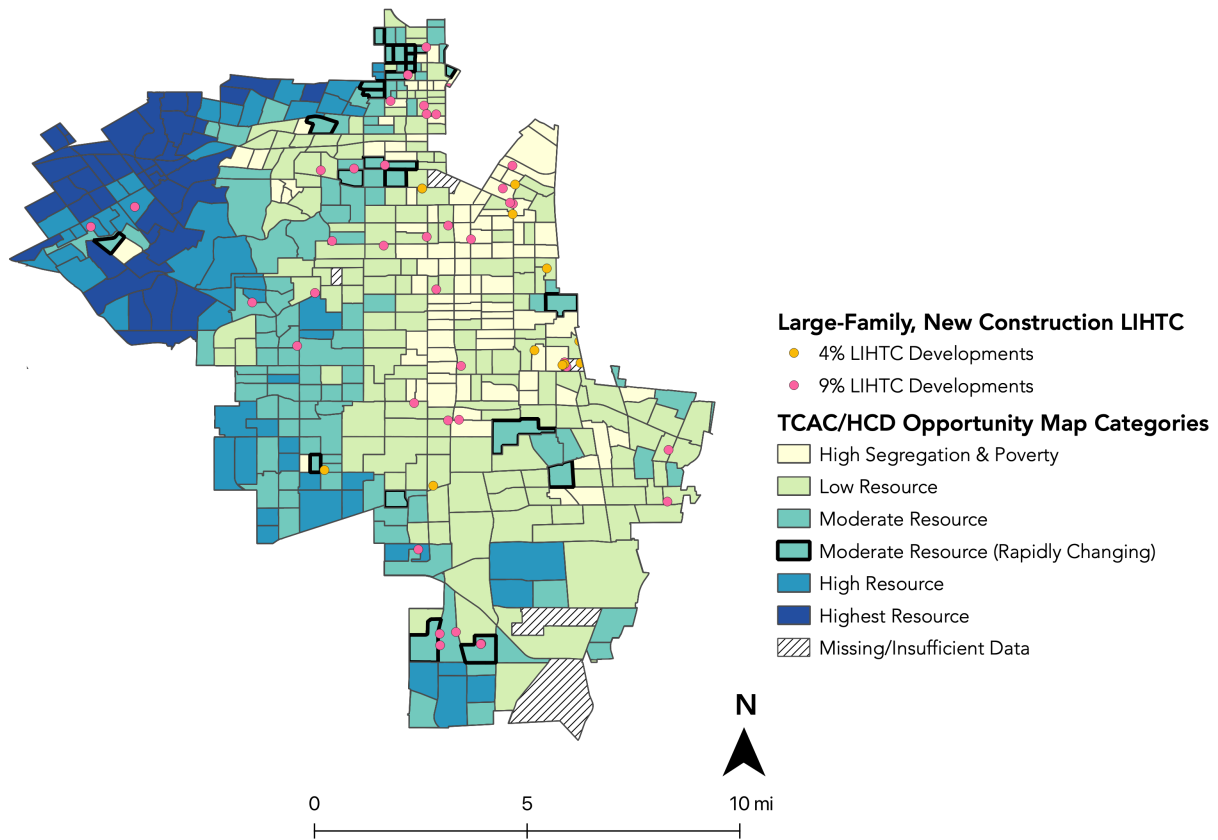 Large-Family, New Construction LIHTC
4% LIHTC Developments
9% LIHTC Developments
TCAC/HCD Opportunity Map Categories
High Segregation & Poverty
Low Resource
Moderate Resource
Moderate Resource (Rapidly Changing)
High Resource
Highest Resource
Missing/Insufficient Data
N
0 5 10 mi